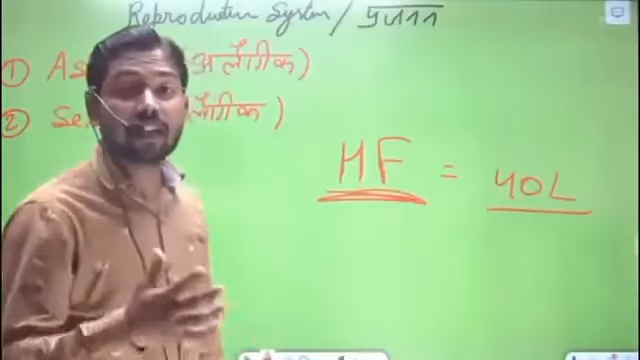 Reproduction System / प्रजनन
① As (अलैंगिक)
② Se लैंगिक )
HF = 40L